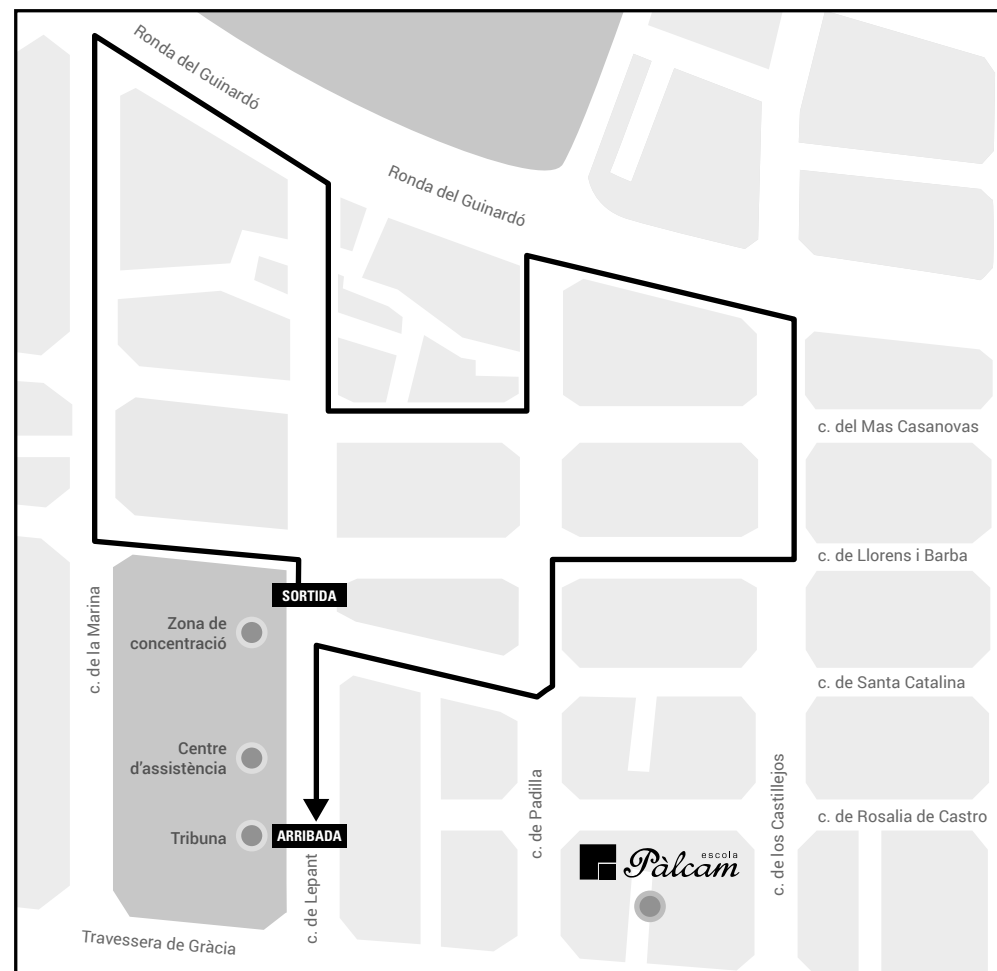 Ronda del Guinardó
Ronda del Guinardó
c. del Mas Casanovas
c. de Llorens i Barba
SORTIDA
Zona de
concentració
c. de la Marina
c. de Santa Catalina
Centre
d'assistència
c. de Padilla
c. de los Castillejos
c. de Rosalia de Castro
Tribuna
ARRIBADA
c. de Lepant
escola
Pàlcam
Travessera de Gràcia